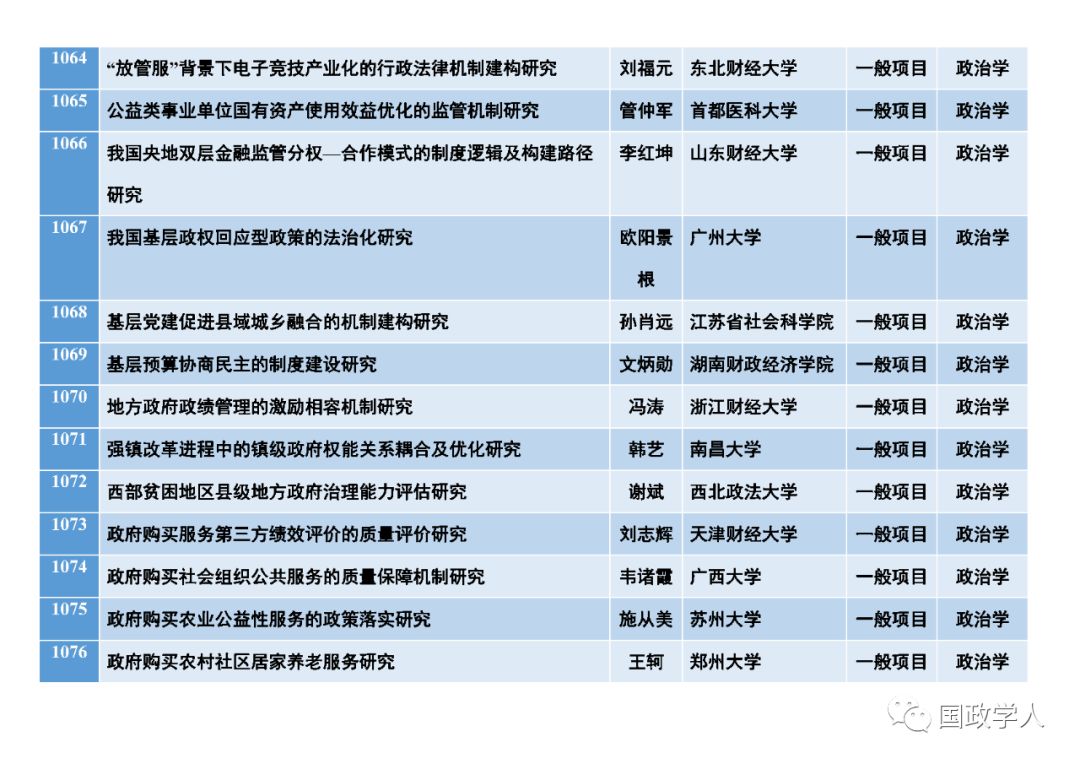 1064 “放管服”背景下电子竞技产业化的行政法律机制建构研究 刘福元 东北财经大学 一般项目 政治学
1065 公益类事业单位国有资产使用效益优化的监管机制研究 管仲军 首都医科大学 一般项目 政治学
1066 我国央地双层金融监管分权—合作模式的制度逻辑及构建路径 李红坤 山东财经大学 一般项目 政治学
研究
1067 我国基层政权回应型政策的法治化研究 欧阳景 广州大学 一般项目 政治学
根
1068 基层党建促进县域城乡融合的机制建构研究 孙肖远 江苏省社会科学院 一般项目 政治学
1069 基层预算协商民主的制度建设研究 文炳勋 湖南财政经济学院 一般项目 政治学
1070 地方政府政绩管理的激励相容机制研究 冯涛 浙江财经大学 一般项目 政治学
1071 强镇改革进程中的镇级政府权能关系耦合及优化研究 韩艺 南昌大学 一般项目 政治学
1072 西部贫困地区县级地方政府治理能力评估研究 谢斌 西北政法大学 一般项目 政治学
1073 政府购买服务第三方绩效评价的质量评价研究 刘志辉 天津财经大学 一般项目 政治学
1074 政府购买社会组织公共服务的质量保障机制研究 韦诸霞 广西大学 一般项目 政治学
1075 政府购买农业公益性服务的政策落实研究 施从美 苏州大学 一般项目 政治学
1076 政府购买农村社区居家养老服务研究 王轲 郑州大学 一般项目 政治学
国政学人